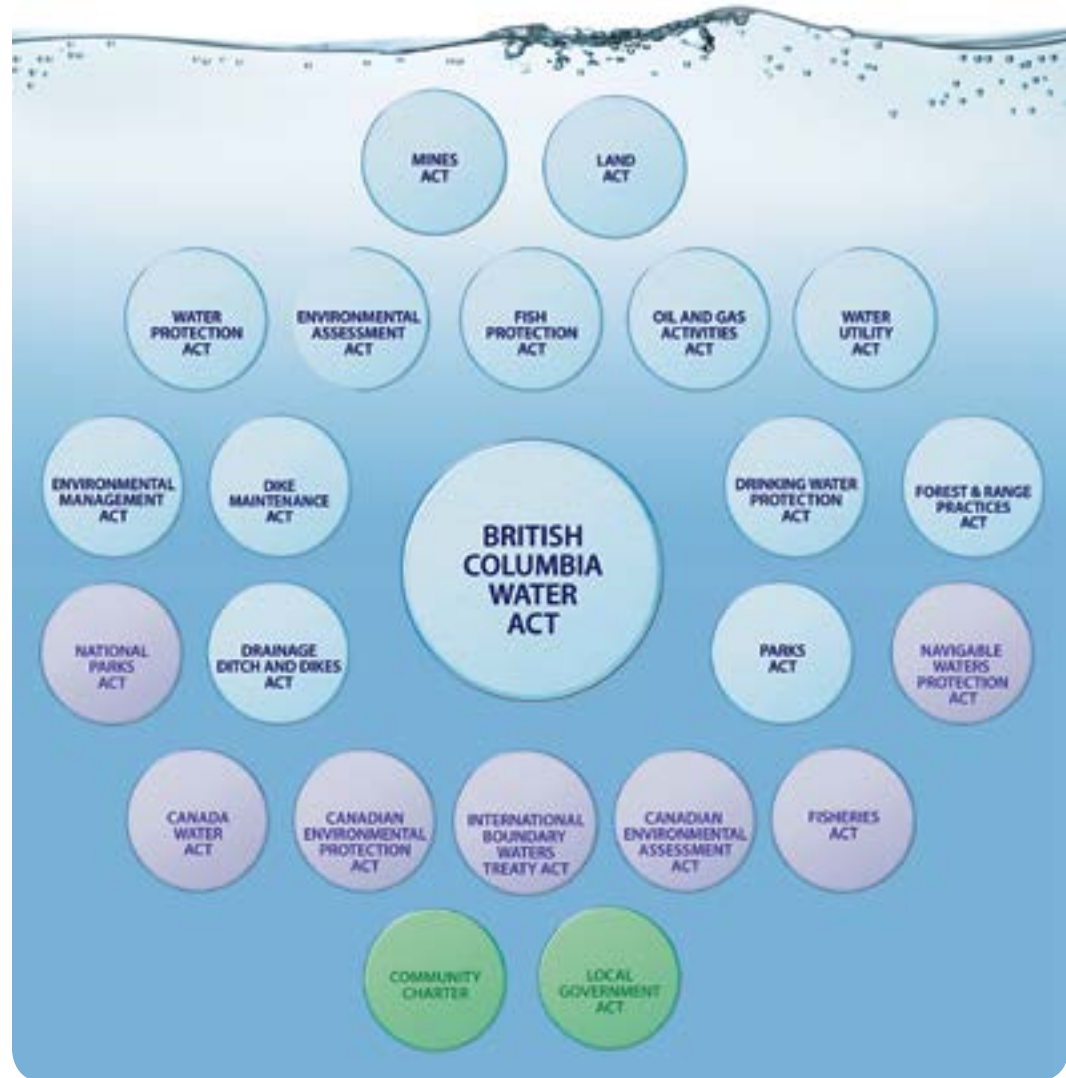 MINES
ACT
LAND
ACT
WATER
PROTECTION
ACT
ENVIRONMENTAL
ASSESSMENT
ACT
FISH
PROTECTION
ACT
OIL AND GAS
ACTIVITIES
ACT
WATER
UTILITY
ACT
ENVIRONMENTAL
MANAGEMENT
ACT
DIKE
MAINTENANCE
ACT
BRITISH
COLUMBIA
WATER
ACT
DRINKING WATER
PROTECTION
ACT
FOREST & RANGE
PRACTICES
ACT
NATIONAL
PARKS
ACT
DRAINAGE
DITCH AND DIKES
ACT
PARKS
ACT
NAVIGABLE
WATERS
PROTECTION
ACT
CANADA
WATER
ACT
CANADIAN
ENVIRONMENTAL
PROTECTION
ACT
INTERNATIONAL
BOUNDARY
WATERS
TREATY ACT
CANADIAN
ENVIRONMENTAL
ASSESSMENT
ACT
FISHERIES
ACT
COMMUNITY
CHARTER
LOCAL
GOVERNMENT
ACT